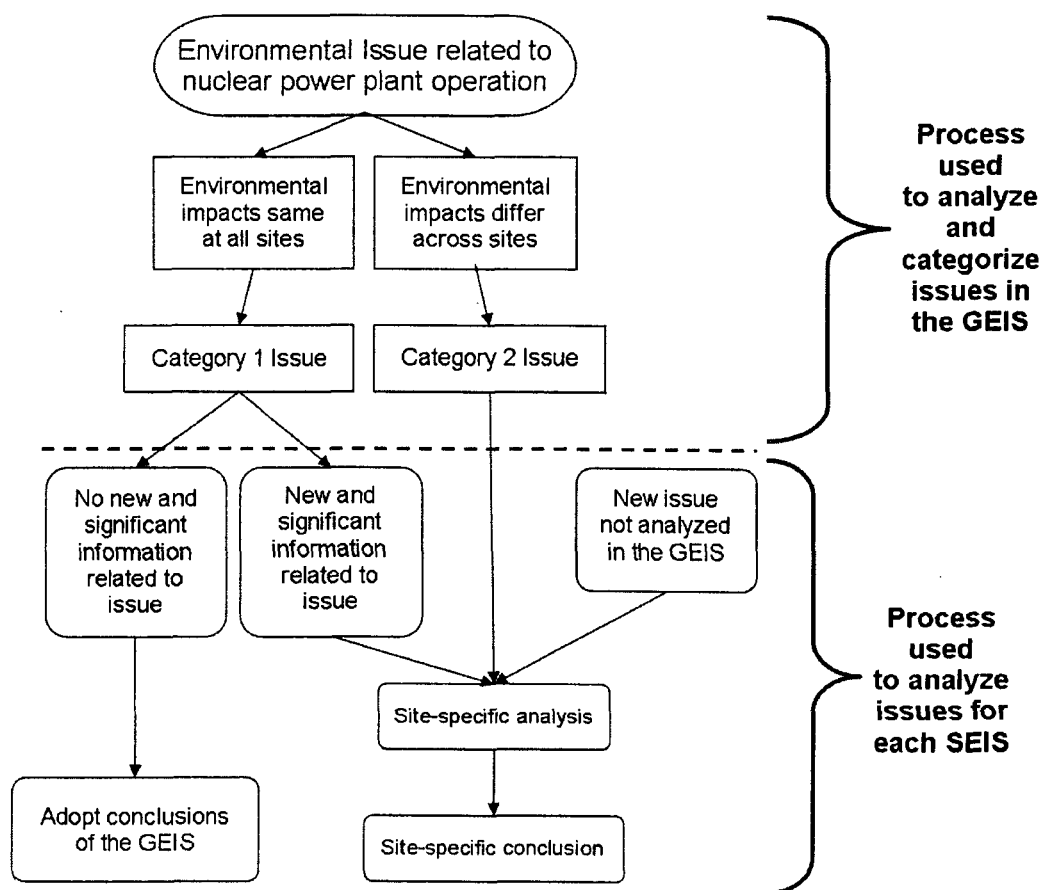 Environmental Issue related to
nuclear power plant operation
Environmental
impacts same
at all sites
Environmental
impacts differ
across sites
Process
used
to analyze
and
categorize
issues in
the GEIS
Category 1 Issue
Category 2 Issue
No new and
significant
information
related to
issue
New and
significant
information
related to
issue
New issue
not analyzed
in the GEIS
Process
used
to analyze
issues for
each SEIS
Site-specific analysis
Adopt conclusions
of the GEIS
Site-specific conclusion